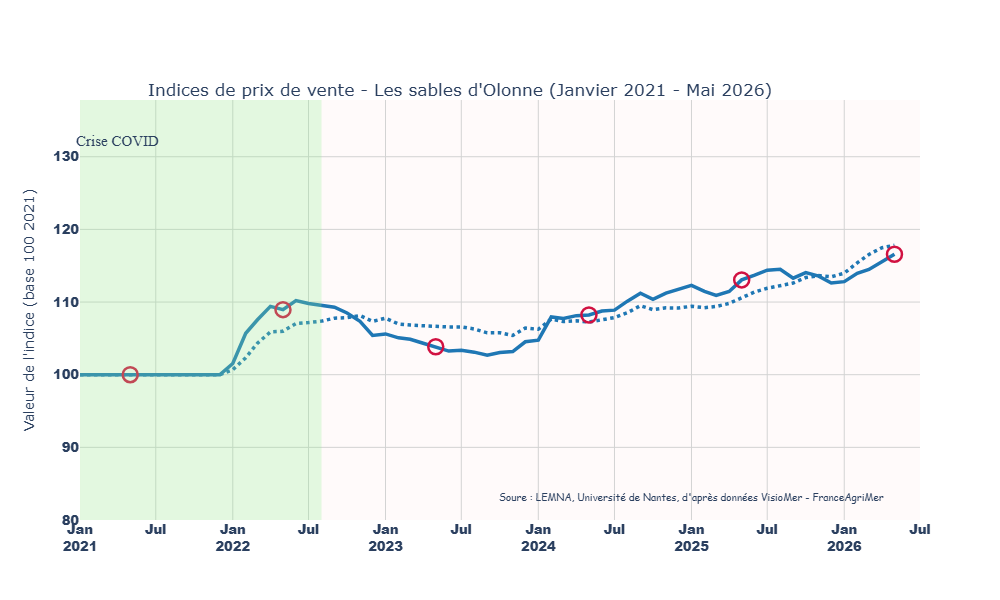 Indices de prix de vente - Les sables d'Olonne (Janvier 2021 - Mai 2026)
Crise COVID
Valeur de l'indice (base 100 2021)
130
120
110
100
90
80
Soure : LEMNA, Université de Nantes, d'après données VisioMer - FranceAgriMer
Jan Jul Jan Jul Jan Jul Jan Jul Jan Jul Jan Jul
2021 2022 2023 2024 2025 2026